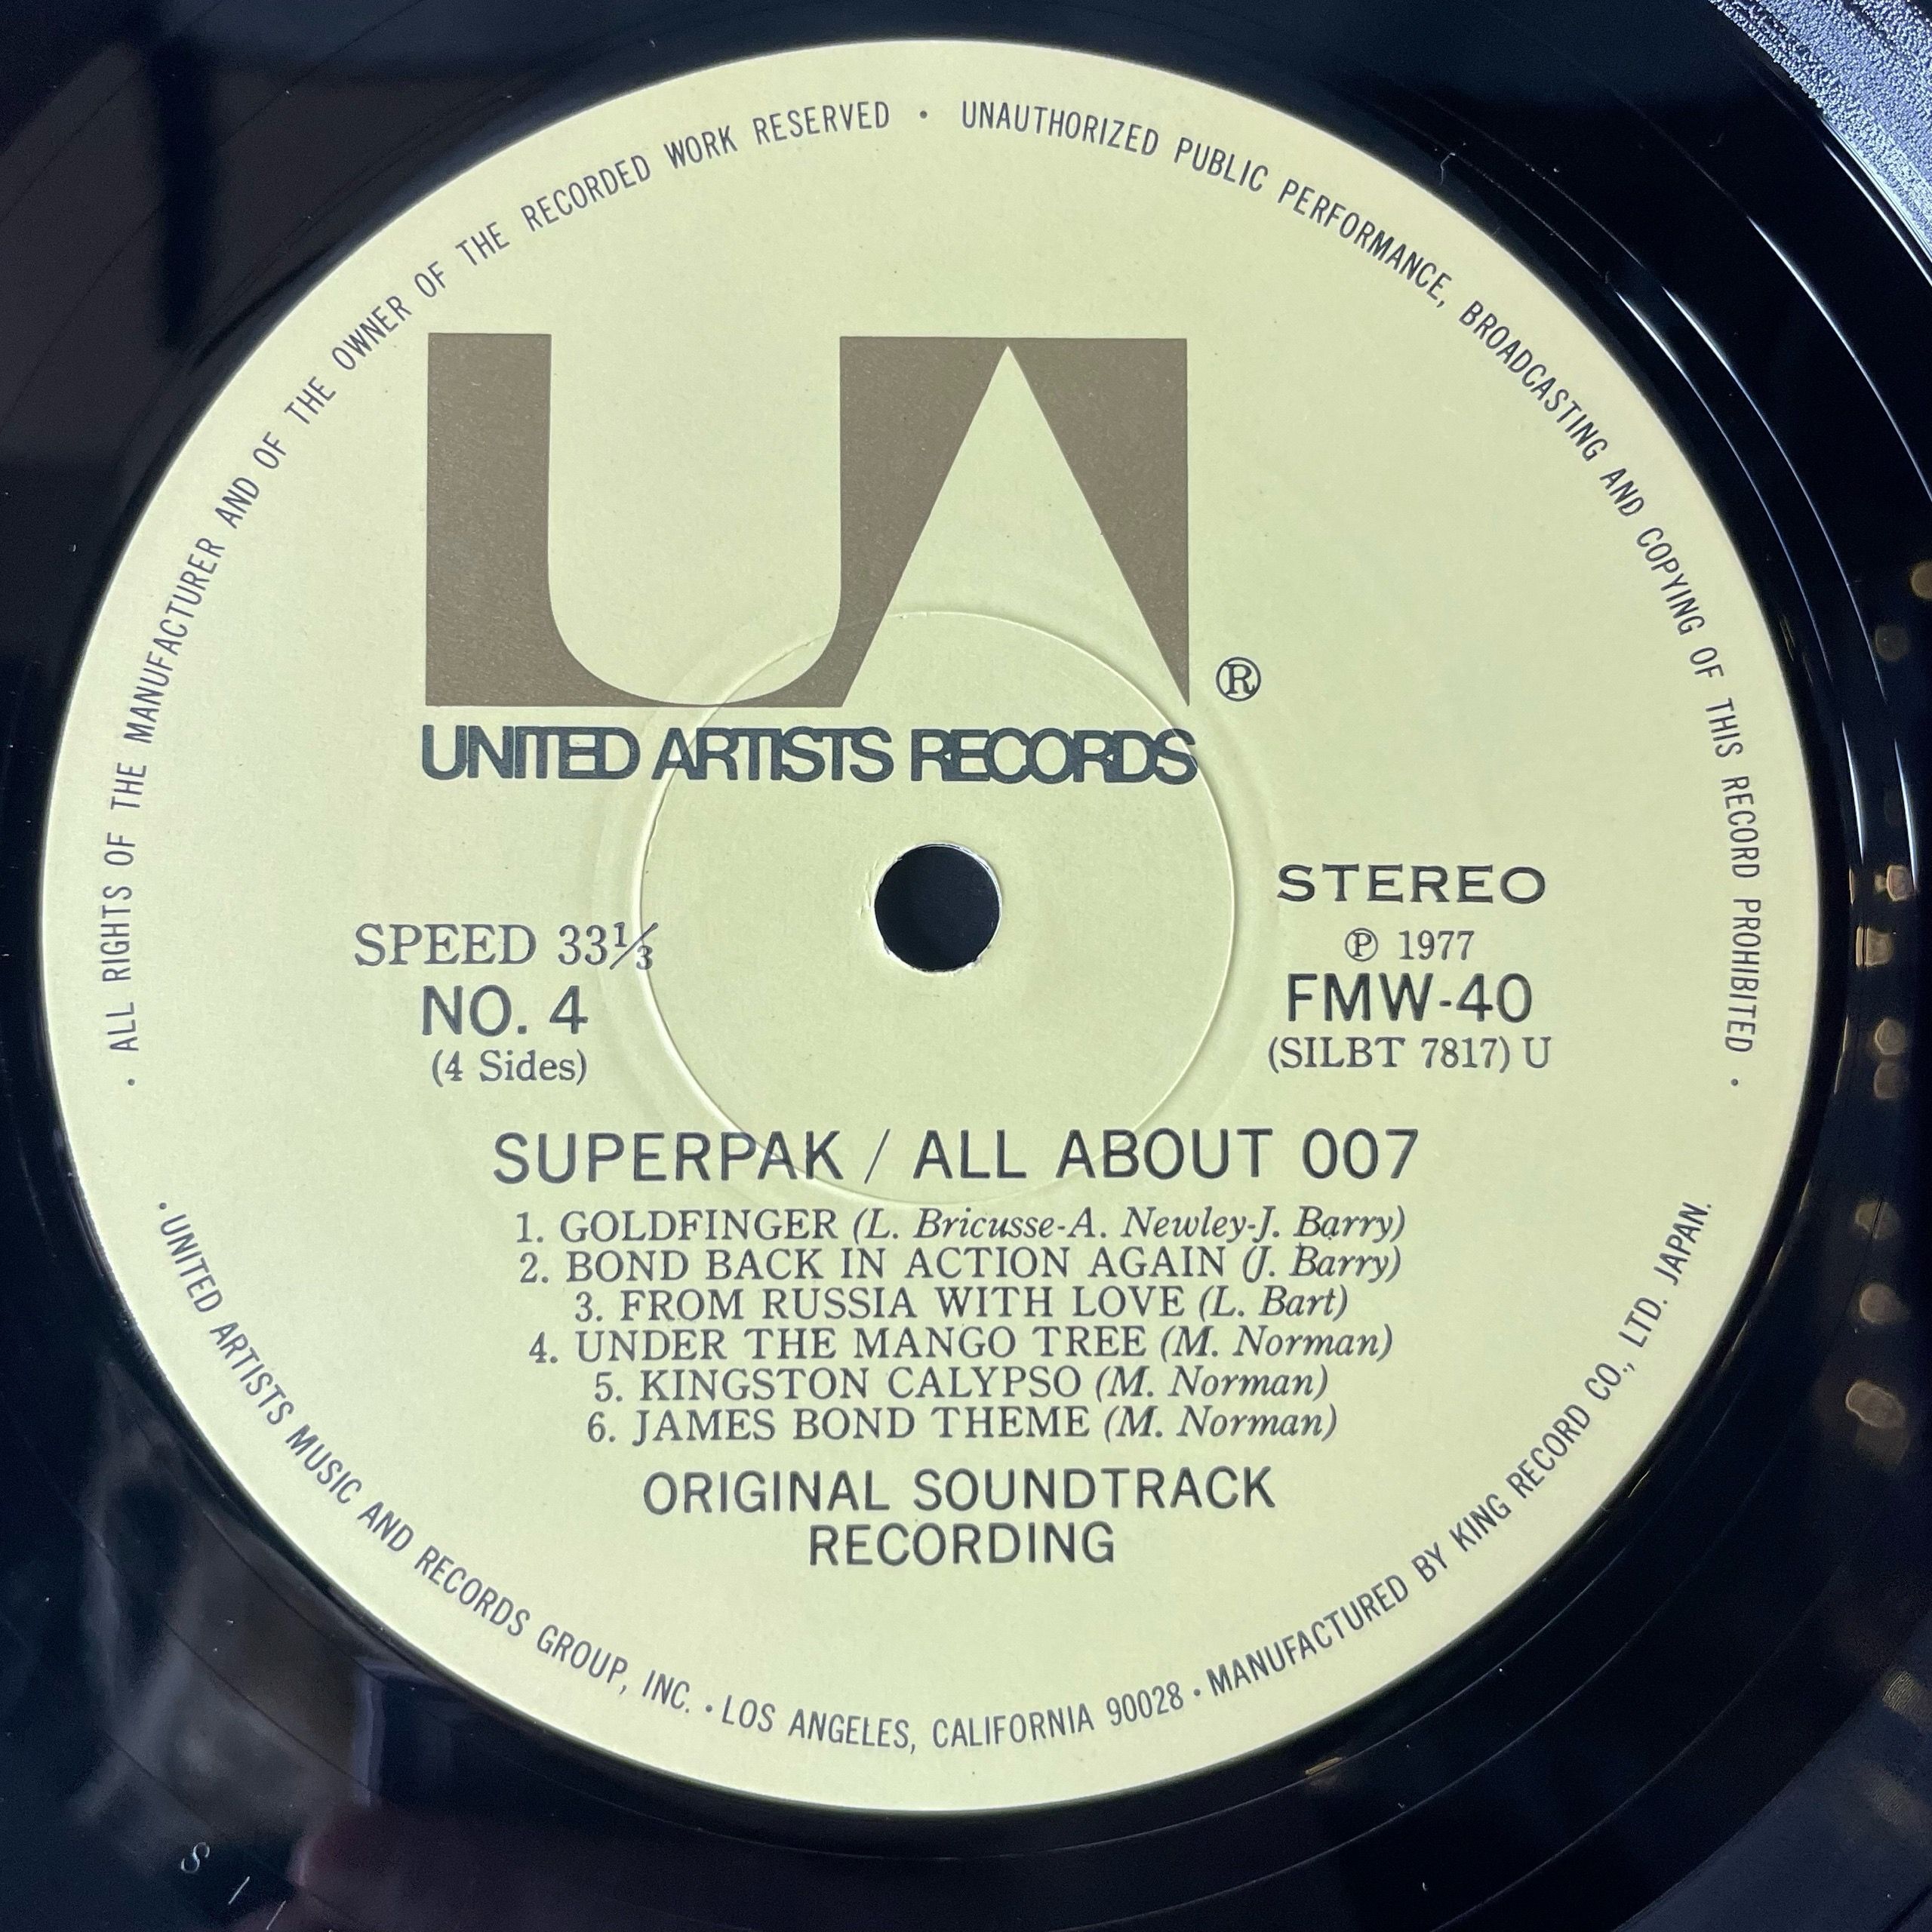 · ALL RIGHTS OF THE MANUFACTURER AND OF THE OWNER OF THE RECORDED WORK RESERVED · UNAUTHORIZED PUBLIC PERFORMANCE, BROADCASTING AND COPYING OF THIS RECORD PROHIBITED ·
UA
®
UNITED ARTISTS RECORDS
SPEED 33⅓
NO. 4
(4 Sides)
STEREO
℗ 1977
FMW-40
(SILBT 7817) U
SUPERPAK / ALL ABOUT 007
1. GOLDFINGER (L. Bricusse-A. Newley-J. Barry)
2. BOND BACK IN ACTION AGAIN (J. Barry)
3. FROM RUSSIA WITH LOVE (L. Bart)
4. UNDER THE MANGO TREE (M. Norman)
5. KINGSTON CALYPSO (M. Norman)
6. JAMES BOND THEME (M. Norman)
ORIGINAL SOUNDTRACK
RECORDING
· UNITED ARTISTS MUSIC AND RECORDS GROUP, INC. · LOS ANGELES, CALIFORNIA 90028 · MANUFACTURED BY KING RECORD CO., LTD. JAPAN.